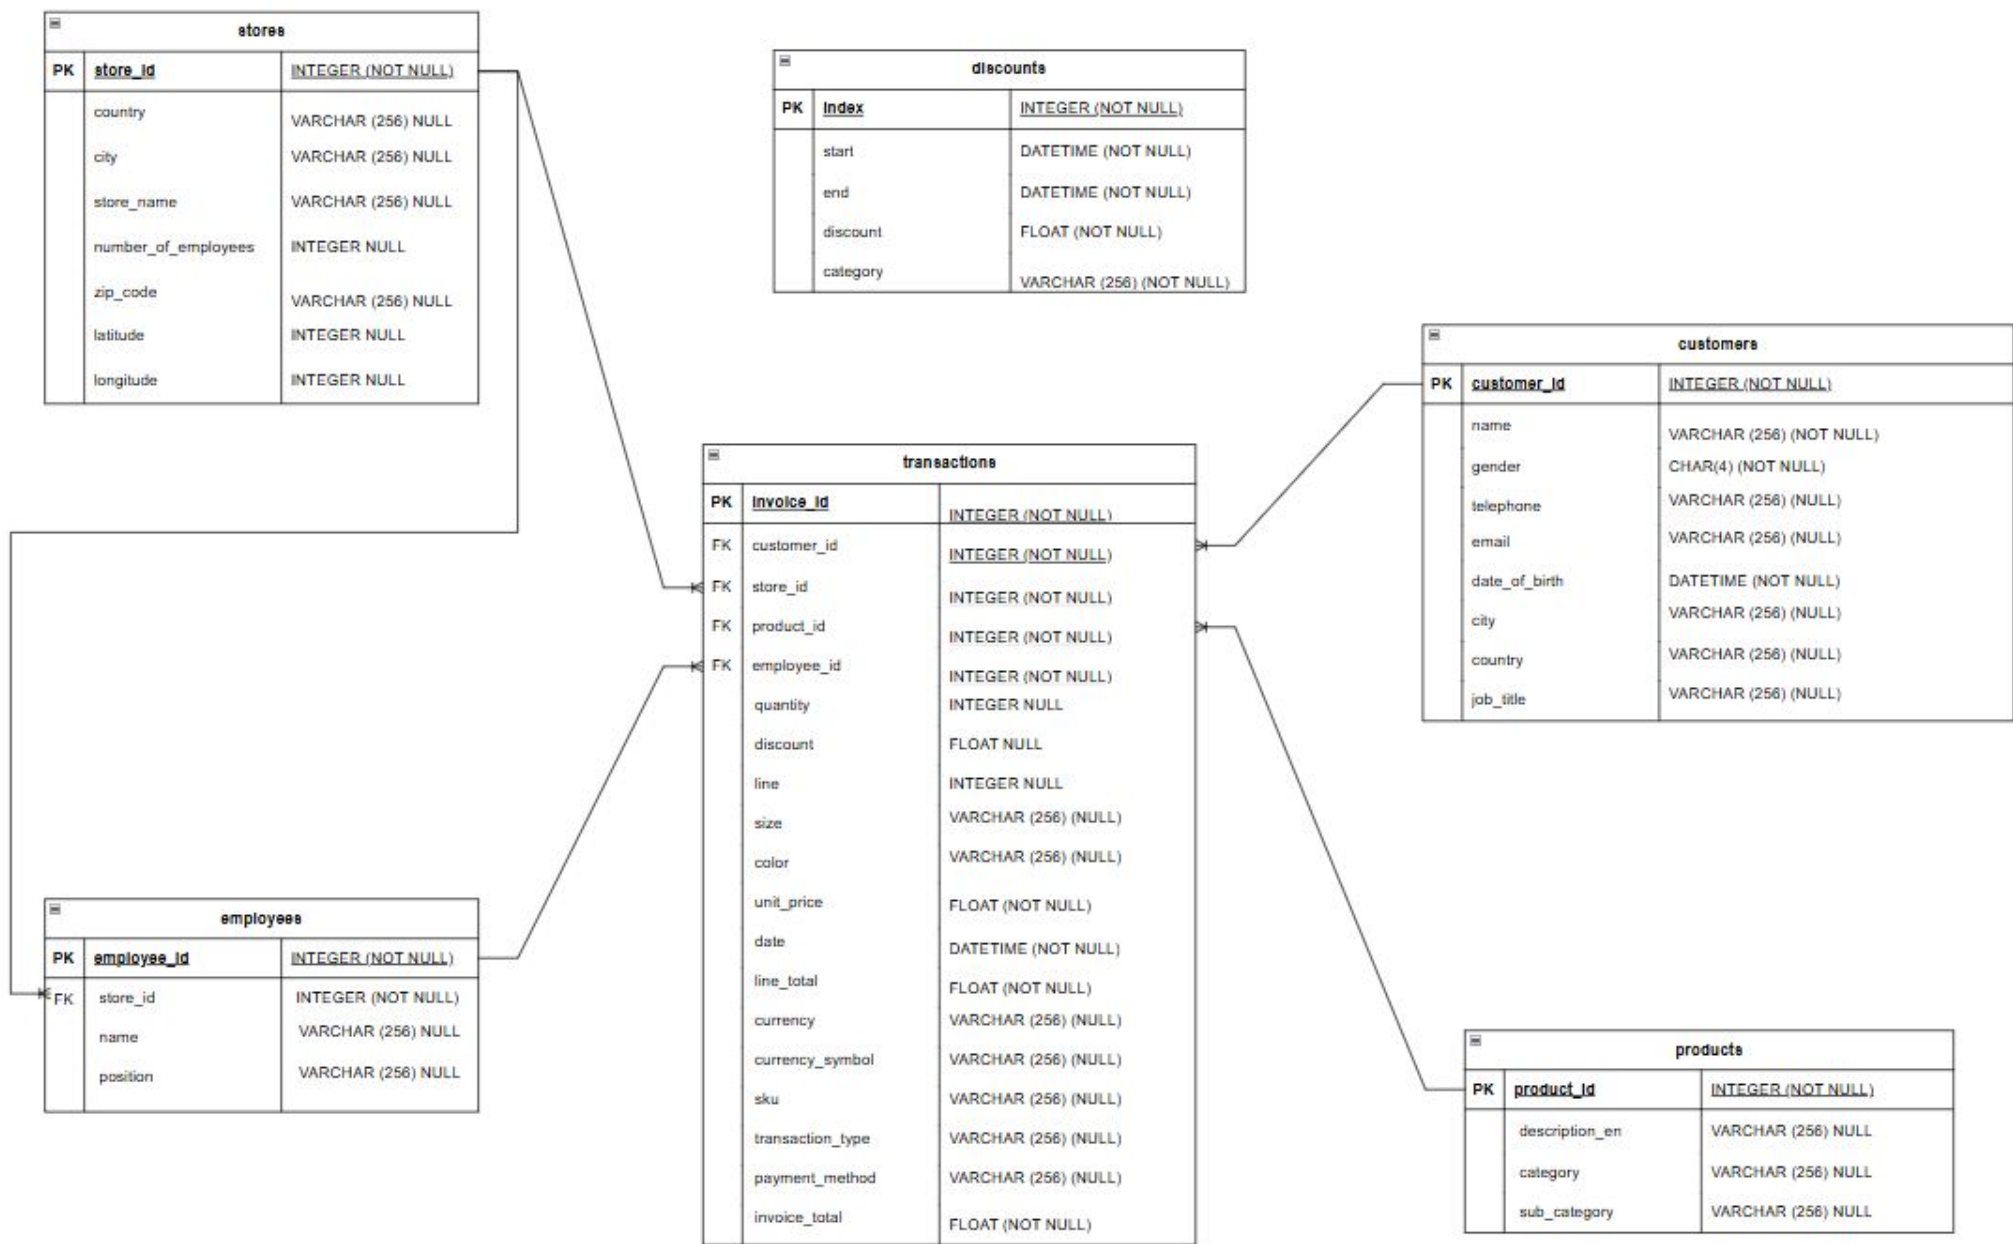 stores
PK store_id INTEGER (NOT NULL)
country VARCHAR (256) NULL
city VARCHAR (256) NULL
store_name VARCHAR (256) NULL
number_of_employees INTEGER NULL
zip_code VARCHAR (256) NULL
latitude INTEGER NULL
longitude INTEGER NULL
discounts
PK index INTEGER (NOT NULL)
start DATETIME (NOT NULL)
end DATETIME (NOT NULL)
discount FLOAT (NOT NULL)
category VARCHAR (256) (NOT NULL)
customers
PK customer_id INTEGER (NOT NULL)
name VARCHAR (256) (NOT NULL)
gender CHAR(4) (NOT NULL)
telephone VARCHAR (256) (NULL)
email VARCHAR (256) (NULL)
date_of_birth DATETIME (NOT NULL)
city VARCHAR (256) (NULL)
country VARCHAR (256) (NULL)
job_title VARCHAR (256) (NULL)
transactions
PK invoice_id INTEGER (NOT NULL)
FK customer_id INTEGER (NOT NULL)
FK store_id INTEGER (NOT NULL)
FK product_id INTEGER (NOT NULL)
FK employee_id INTEGER (NOT NULL)
quantity INTEGER NULL
discount FLOAT NULL
line INTEGER NULL
size VARCHAR (256) (NULL)
color VARCHAR (256) (NULL)
unit_price FLOAT (NOT NULL)
date DATETIME (NOT NULL)
line_total FLOAT (NOT NULL)
currency VARCHAR (256) (NULL)
currency_symbol VARCHAR (256) (NULL)
sku VARCHAR (256) (NULL)
transaction_type VARCHAR (256) (NULL)
payment_method VARCHAR (256) (NULL)
invoice_total FLOAT (NOT NULL)
employees
PK employee_id INTEGER (NOT NULL)
FK store_id INTEGER (NOT NULL)
name VARCHAR (256) NULL
position VARCHAR (256) NULL
products
PK product_id INTEGER (NOT NULL)
description_en VARCHAR (256) NULL
category VARCHAR (256) NULL
sub_category VARCHAR (256) NULL